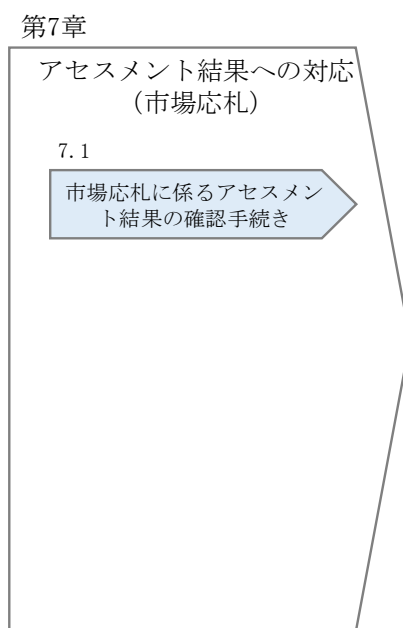 第7章
アセスメント結果への対応
（市場応札）
7.1
市場応札に係るアセスメン
ト結果の確認手続き